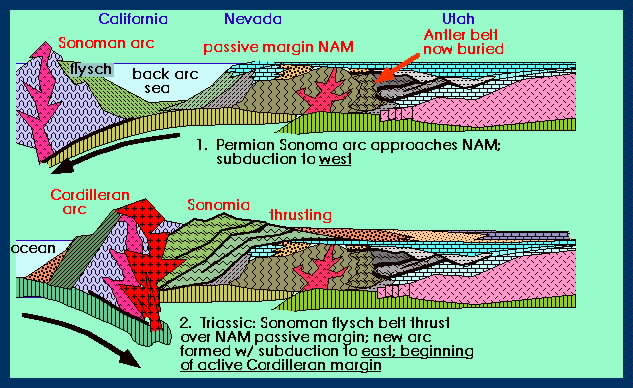 California Nevada Utah
Sonoman arc
passive margin NAM
Antler belt
now buried
flysch
back arc
sea
1. Permian Sonoma arc approaches NAM;
subduction to west
Cordilleran
arc
Sonomia
thrusting
ocean
2. Triassic: Sonoman flysch belt thrust
over NAM passive margin; new arc
formed w/ subduction to east; beginning
of active Cordilleran margin